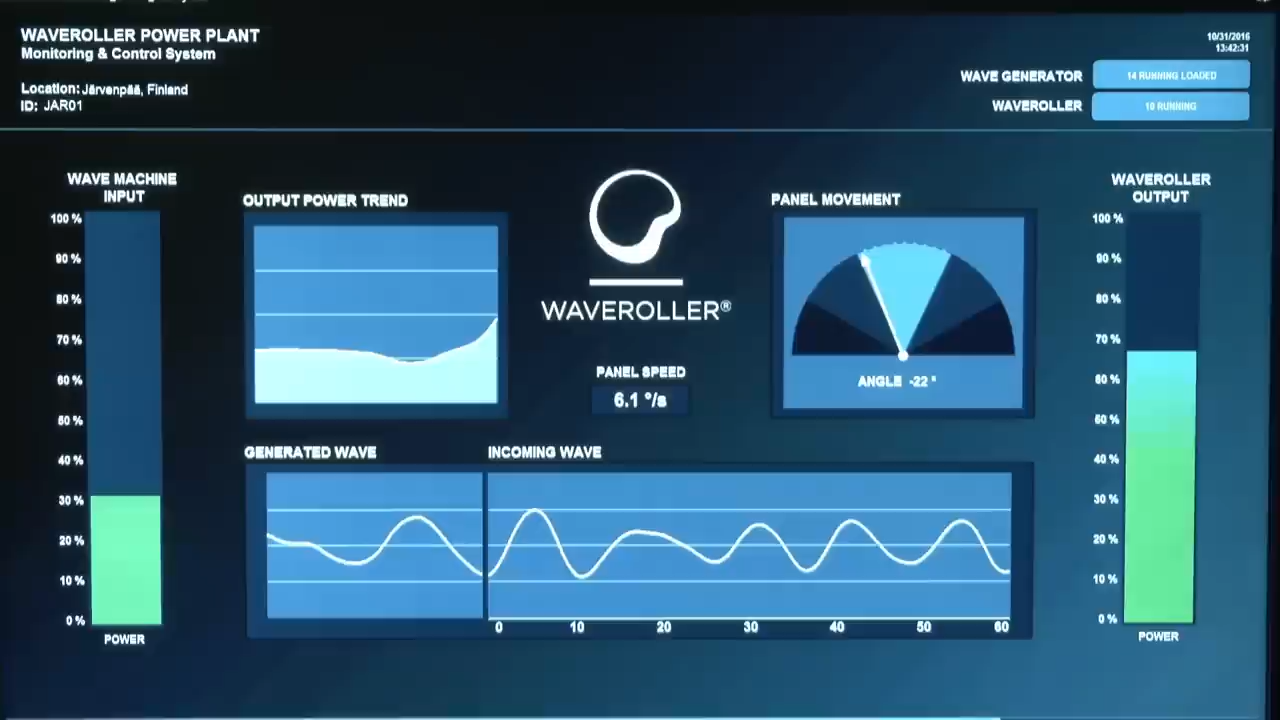 WAVEROLLER POWER PLANT
Monitoring & Control System
Location: Järvenpää, Finland
ID: JAR01
10/31/2016
13:42:31
WAVE GENERATOR
14 RUNNING LOADED
WAVEROLLER
10 RUNNING
WAVE MACHINE
INPUT
100 %
90 %
80 %
70 %
60 %
50 %
40 %
30 %
20 %
10 %
0 %
POWER
OUTPUT POWER TREND
WAVEROLLER®
PANEL SPEED
6.1 °/s
PANEL MOVEMENT
ANGLE -22 °
GENERATED WAVE
INCOMING WAVE
0 10 20 30 40 50 60
WAVEROLLER
OUTPUT
100 %
90 %
80 %
70 %
60 %
50 %
40 %
30 %
20 %
10 %
0 %
POWER